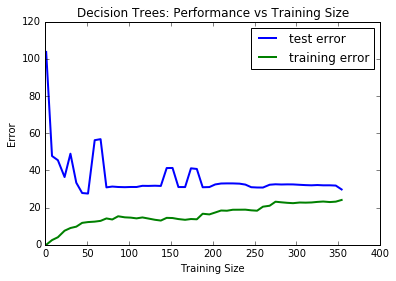 Decision Trees: Performance vs Training Size
120
100
80
60
40
20
0
Error
test error
training error
0 50 100 150 200 250 300 350 400
Training Size